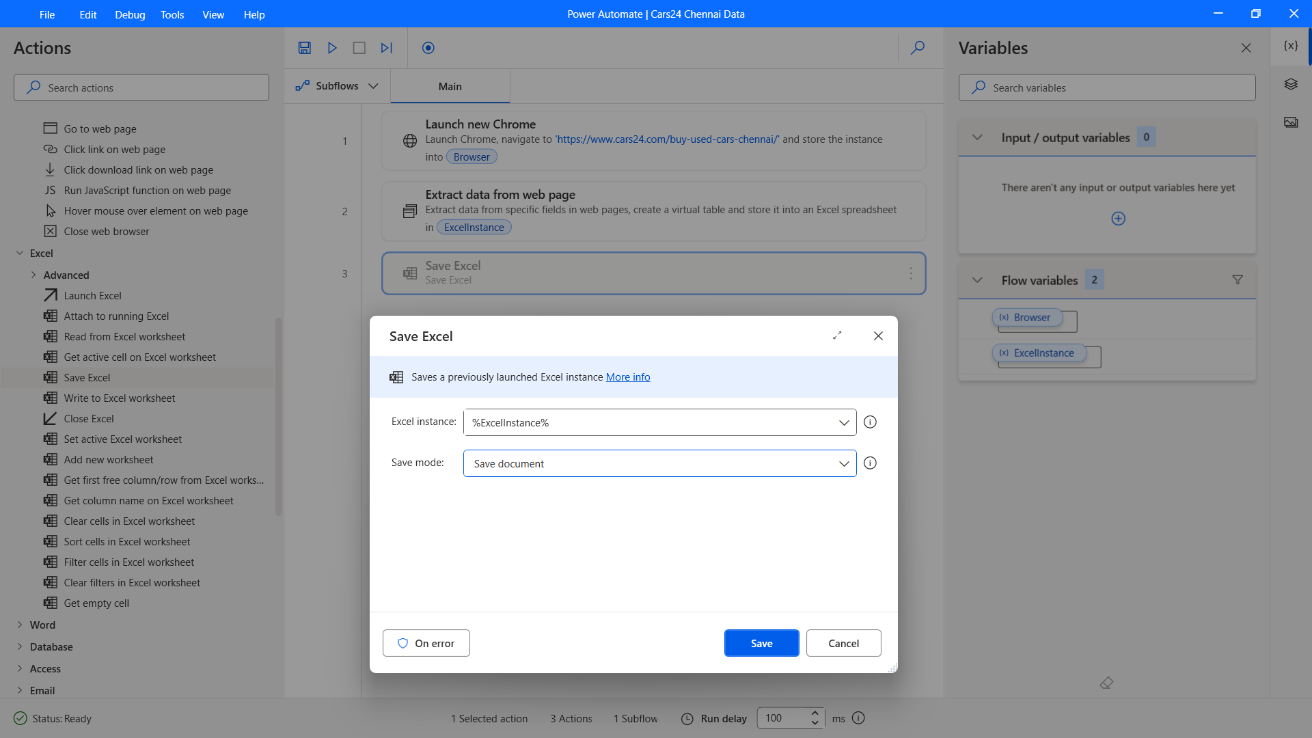 File Edit Debug Tools View Help
Power Automate | Cars24 Chennai Data
Actions
Search actions
Go to web page
Click link on web page
Click download link on web page
JS Run JavaScript function on web page
Hover mouse over element on web page
Close web browser
Excel
Advanced
Launch Excel
Attach to running Excel
Read from Excel worksheet
Get active cell on Excel worksheet
Save Excel
Write to Excel worksheet
Close Excel
Set active Excel worksheet
Add new worksheet
Get first free column/row from Excel works...
Get column name on Excel worksheet
Clear cells in Excel worksheet
Sort cells in Excel worksheet
Filter cells in Excel worksheet
Clear filters in Excel worksheet
Get empty cell
Word
Database
Access
Email
Subflows
Main
1
Launch new Chrome
Launch Chrome, navigate to 'https://www.cars24.com/buy-used-cars-chennai/' and store the instance
into Browser
2
Extract data from web page
Extract data from specific fields in web pages, create a virtual table and store it into an Excel spreadsheet
in ExcelInstance
3
Save Excel
Save Excel
Save Excel
Saves a previously launched Excel instance More info
Excel instance: %ExcelInstance%
Save mode: Save document
On error
Save
Cancel
Variables
{x}
Search variables
Input / output variables 0
There aren't any input or output variables here yet
Flow variables 2
{x} Browser
{x} ExcelInstance
Status: Ready
1 Selected action
3 Actions
1 Subflow
Run delay 100 ms